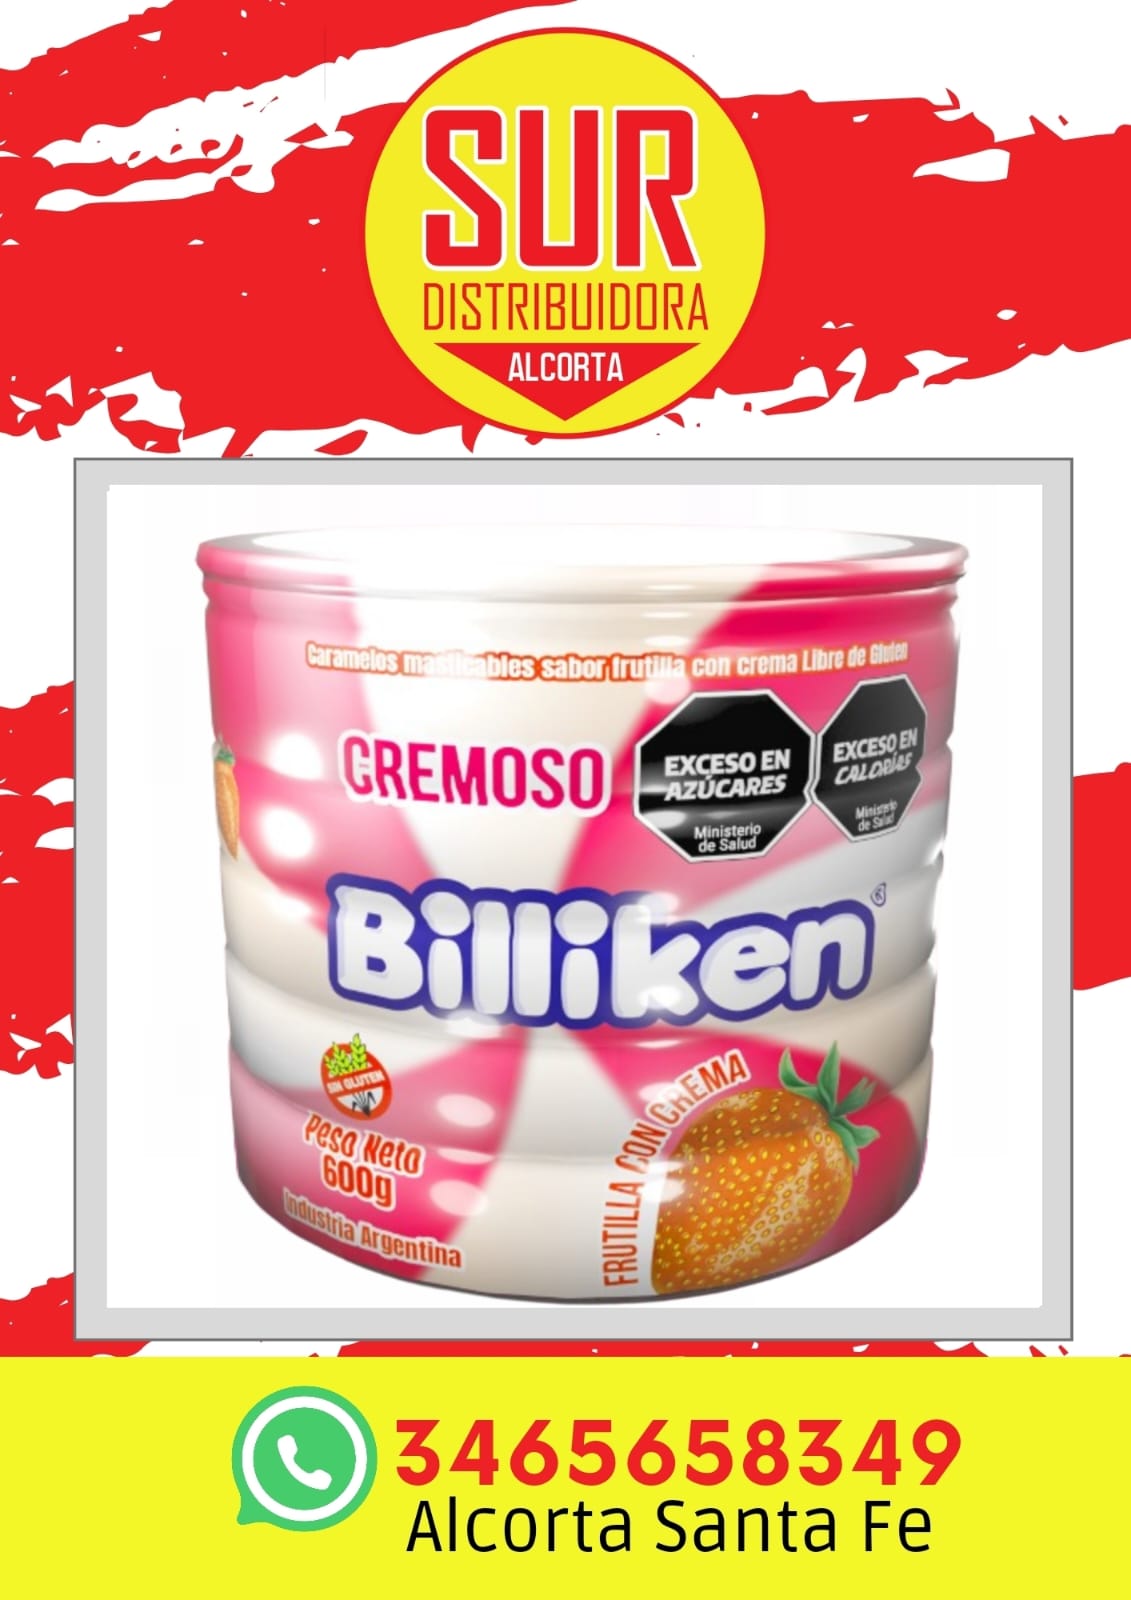 SUR
DISTRIBUIDORA
ALCORTA
Caramelos masticables sabor frutilla con crema Libre de Gluten
CREMOSO
EXCESO EN
AZÚCARES
Ministerio
de Salud
EXCESO EN
CALORÍAS
Ministerio
de Salud
Billiken®
SIN GLUTEN
Peso Neto
600g
Industria Argentina
FRUTILLA CON CREMA
3465658349
Alcorta Santa Fe